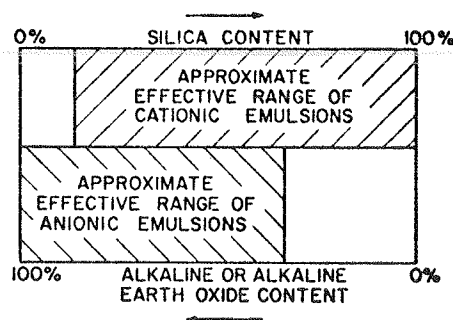 0% SILICA CONTENT 100%
APPROXIMATE
EFFECTIVE RANGE OF
CATIONIC EMULSIONS
APPROXIMATE
EFFECTIVE RANGE OF
ANIONIC EMULSIONS
100% ALKALINE OR ALKALINE 0%
EARTH OXIDE CONTENT